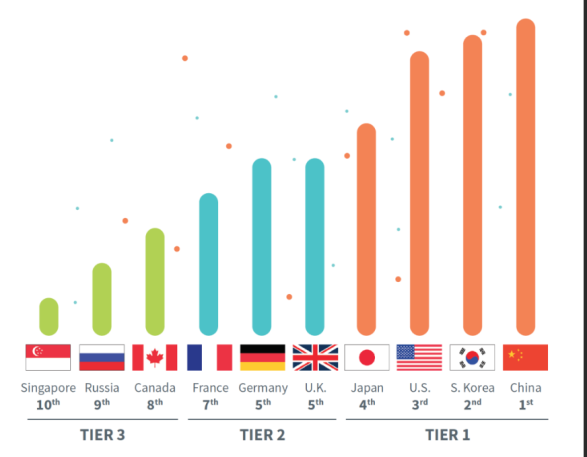 Singapore Russia Canada France Germany U.K. Japan U.S. S. Korea China
10th 9th 8th 7th 5th 5th 4th 3rd 2nd 1st
TIER 3 TIER 2 TIER 1